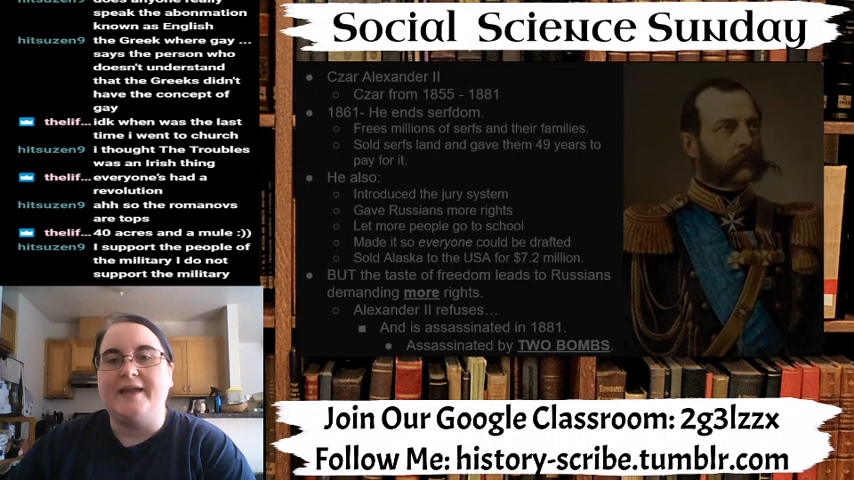 does anyone really
speak the abonmation
known as English
hitsuzen9 the Greek where gay ...
says the person who
doesn't understand
that the Greeks didn't
have the concept of
gay
thelif... idk when was the last
time i went to church
hitsuzen9 i thought The Troubles
was an Irish thing
thelif... everyone's had a
revolution
hitsuzen9 ahh so the romanovs
are tops
thelif... 40 acres and a mule :))
hitsuzen9 I support the people of
the military I do not
support the military
Social Science Sunday
Czar Alexander II
Czar from 1855 - 1881
1861- He ends serfdom.
Frees millions of serfs and their families.
Sold serfs land and gave them 49 years to
pay for it.
He also:
Introduced the jury system
Gave Russians more rights
Let more people go to school
Made it so everyone could be drafted
Sold Alaska to the USA for $7.2 million.
BUT the taste of freedom leads to Russians
demanding more rights.
Alexander II refuses…
And is assassinated in 1881.
Assassinated by TWO BOMBS.
Join Our Google Classroom: 2g3lzzx
Follow Me: history-scribe.tumblr.com